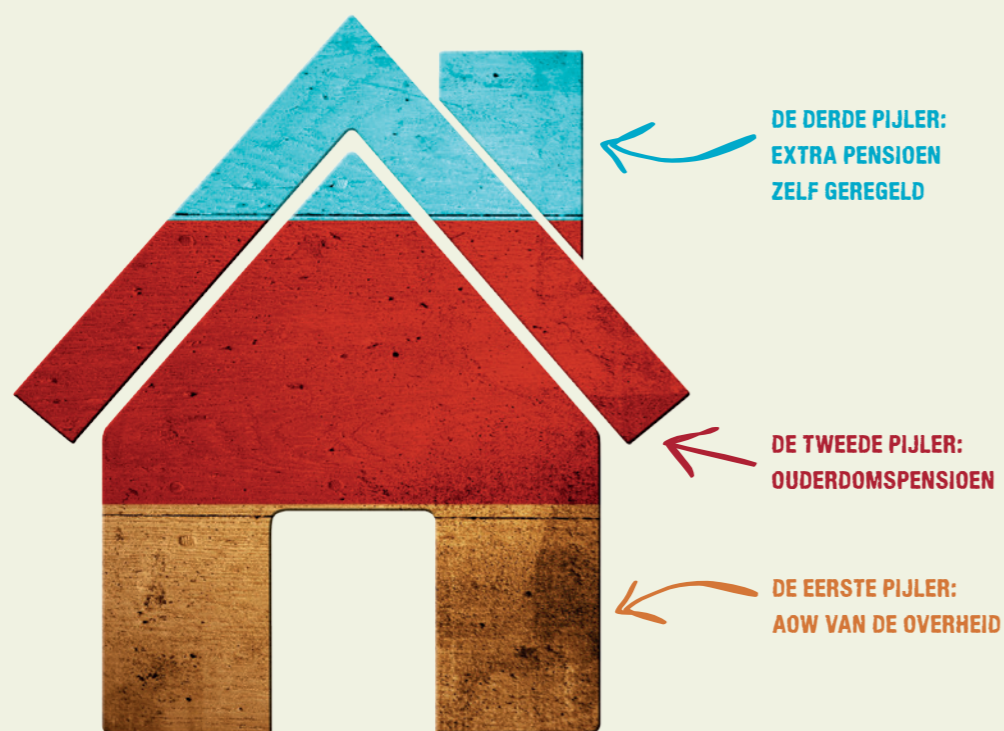 DE DERDE PIJLER:
EXTRA PENSIOEN
ZELF GEREGELD
DE TWEEDE PIJLER:
OUDERDOMSPENSIOEN
DE EERSTE PIJLER:
AOW VAN DE OVERHEID